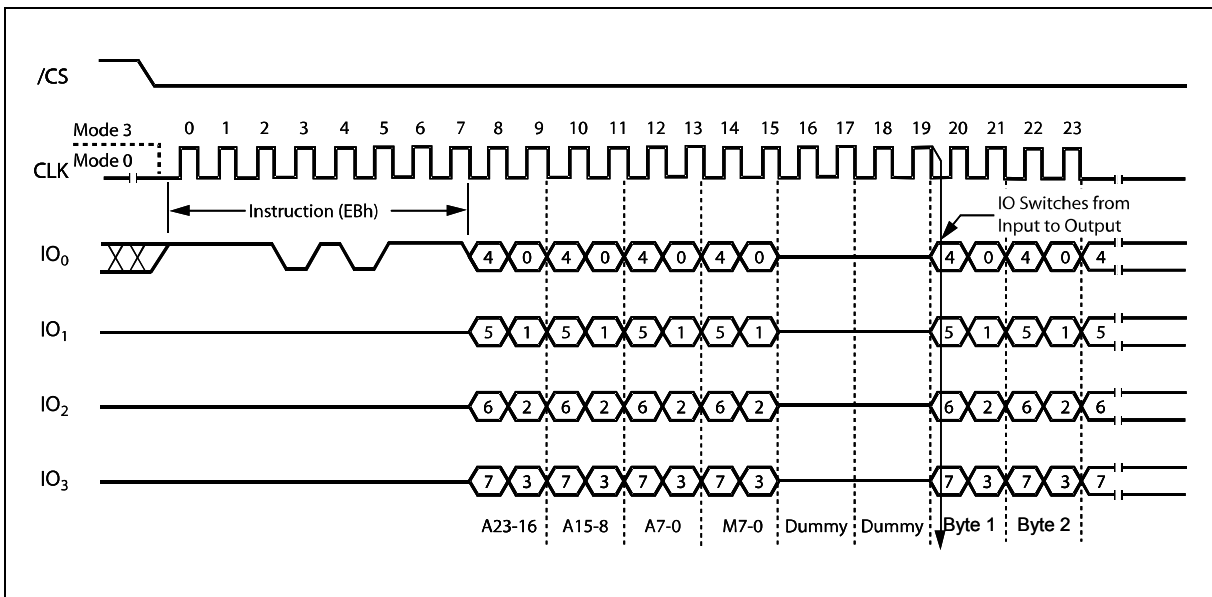 /CS
Mode 3
0 1 2 3 4 5 6 7 8 9 10 11 12 13 14 15 16 17 18 19 20 21 22 23
CLK
Mode 0
Instruction (EBh)
IO Switches from
Input to Output
IO0
4 0 4 0 4 0 4 0 4 0 4 0 4
IO1
5 1 5 1 5 1 5 1 5 1 5 1 5
IO2
6 2 6 2 6 2 6 2 6 2 6 2 6
IO3
7 3 7 3 7 3 7 3 7 3 7 3 7
A23-16 A15-8 A7-0 M7-0 Dummy Dummy Byte 1 Byte 2